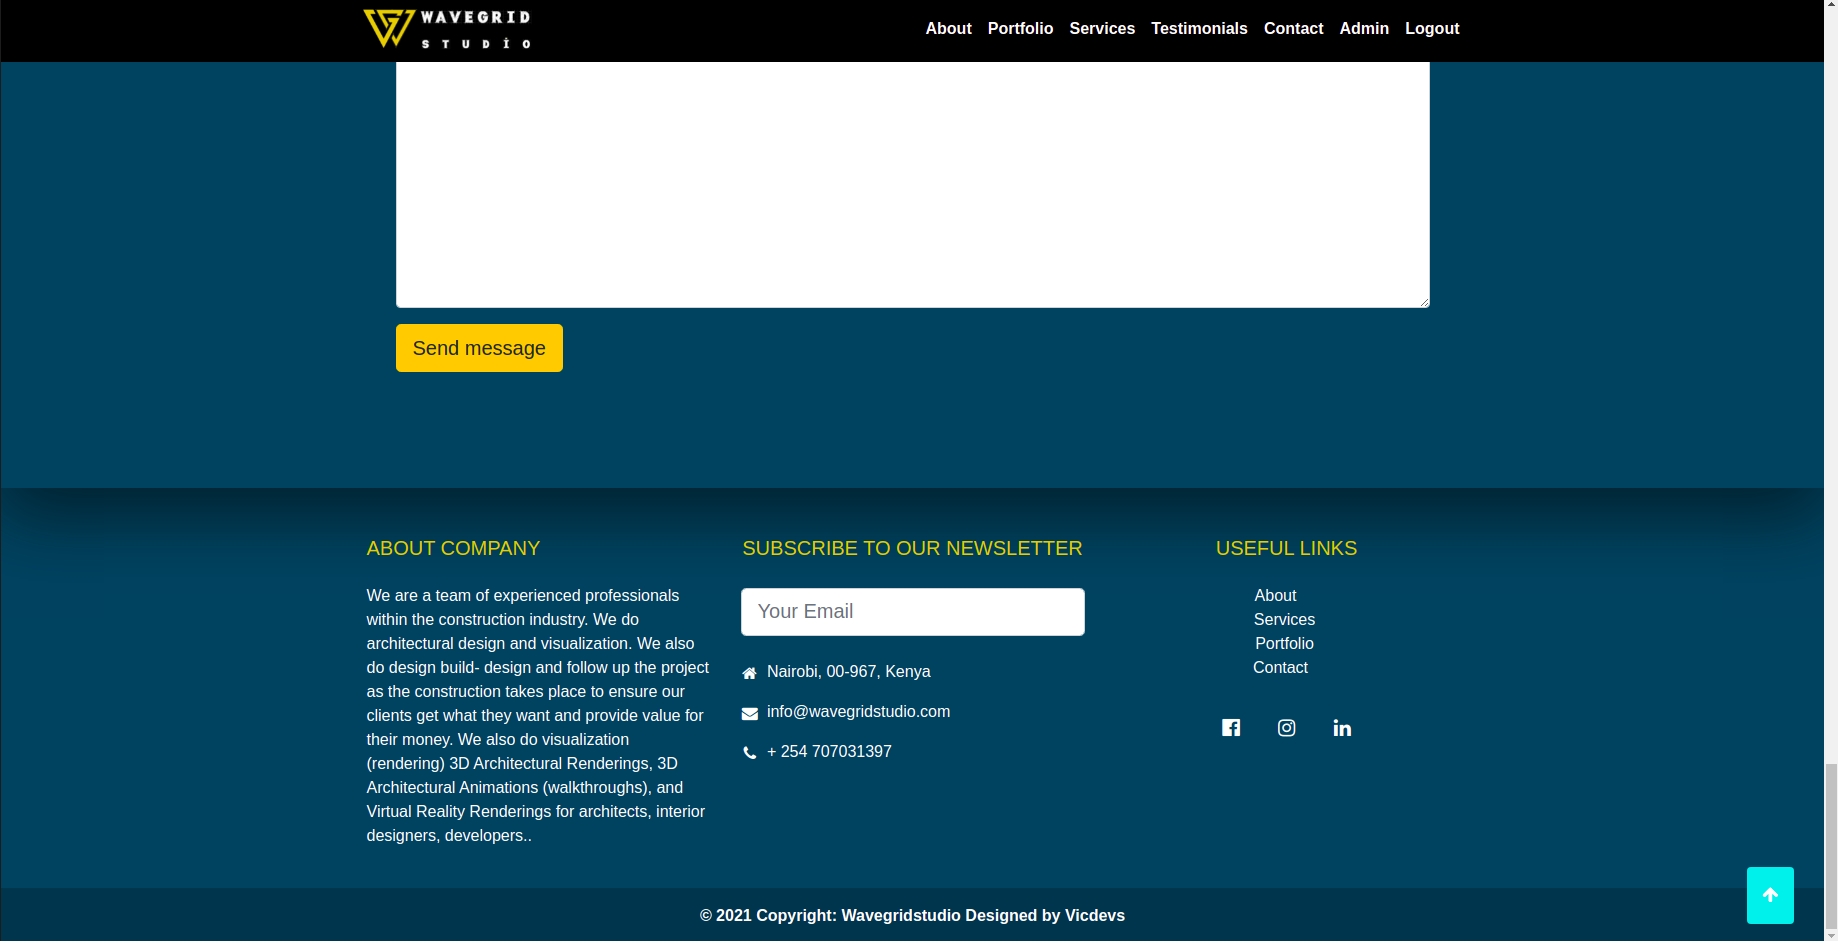 WAVEGRID
STUDİO
About Portfolio Services Testimonials Contact Admin Logout
Send message
ABOUT COMPANY
We are a team of experienced professionals
within the construction industry. We do
architectural design and visualization. We also
do design build- design and follow up the project
as the construction takes place to ensure our
clients get what they want and provide value for
their money. We also do visualization
(rendering) 3D Architectural Renderings, 3D
Architectural Animations (walkthroughs), and
Virtual Reality Renderings for architects, interior
designers, developers..
SUBSCRIBE TO OUR NEWSLETTER
Your Email
Nairobi, 00-967, Kenya
info@wavegridstudio.com
+ 254 707031397
USEFUL LINKS
About
Services
Portfolio
Contact
© 2021 Copyright: Wavegridstudio Designed by Vicdevs